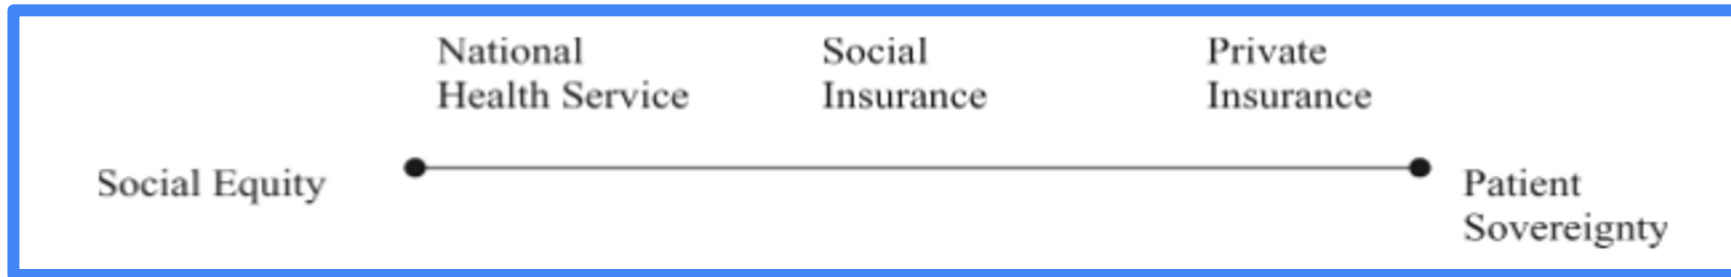 National
Health Service
Social
Insurance
Private
Insurance
Social Equity
Patient
Sovereignty